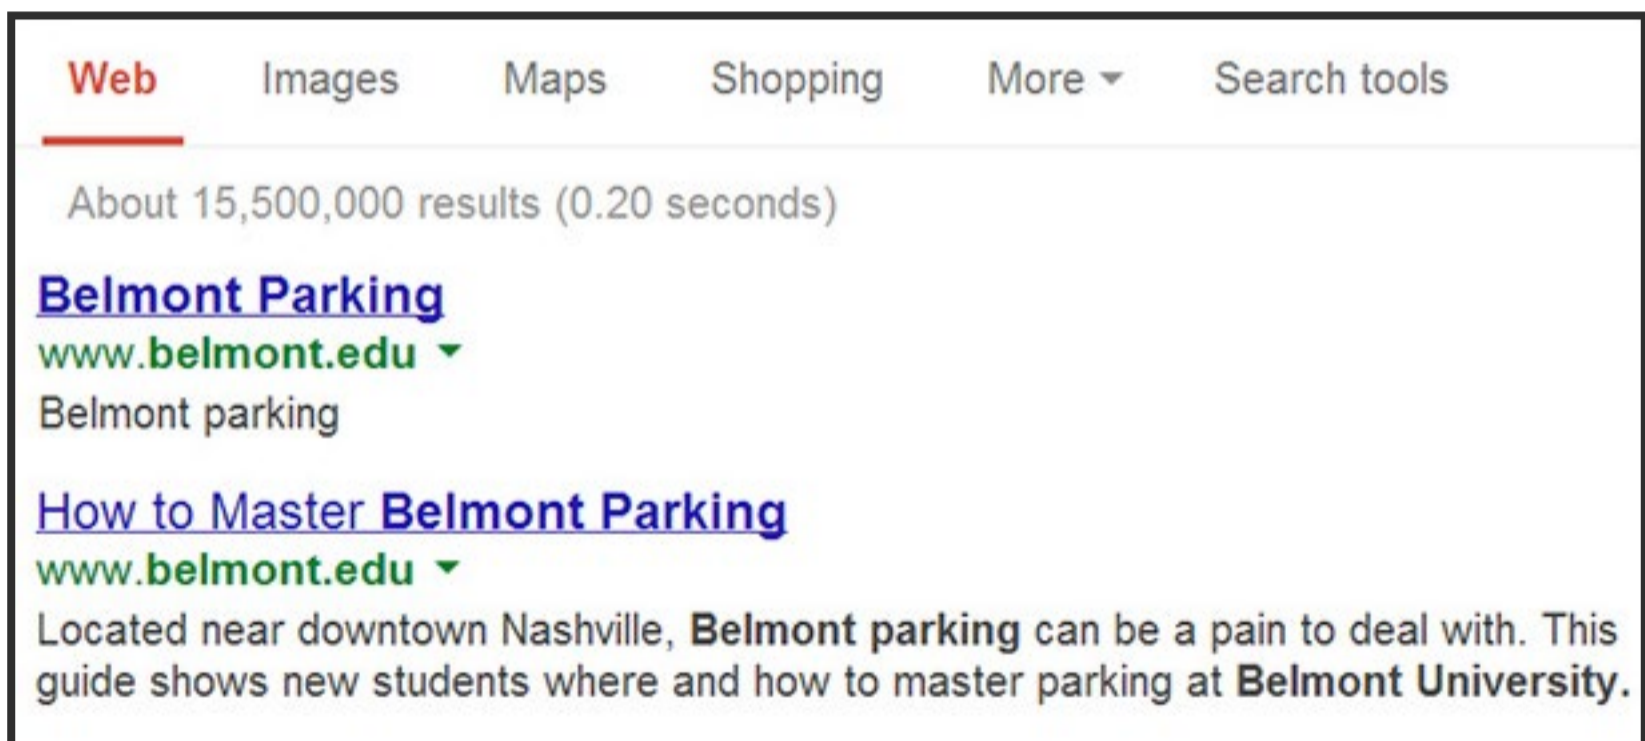 Web Images Maps Shopping More Search tools
About 15,500,000 results (0.20 seconds)
Belmont Parking
www.belmont.edu
Belmont parking
How to Master Belmont Parking
www.belmont.edu
Located near downtown Nashville, Belmont parking can be a pain to deal with. This
guide shows new students where and how to master parking at Belmont University.